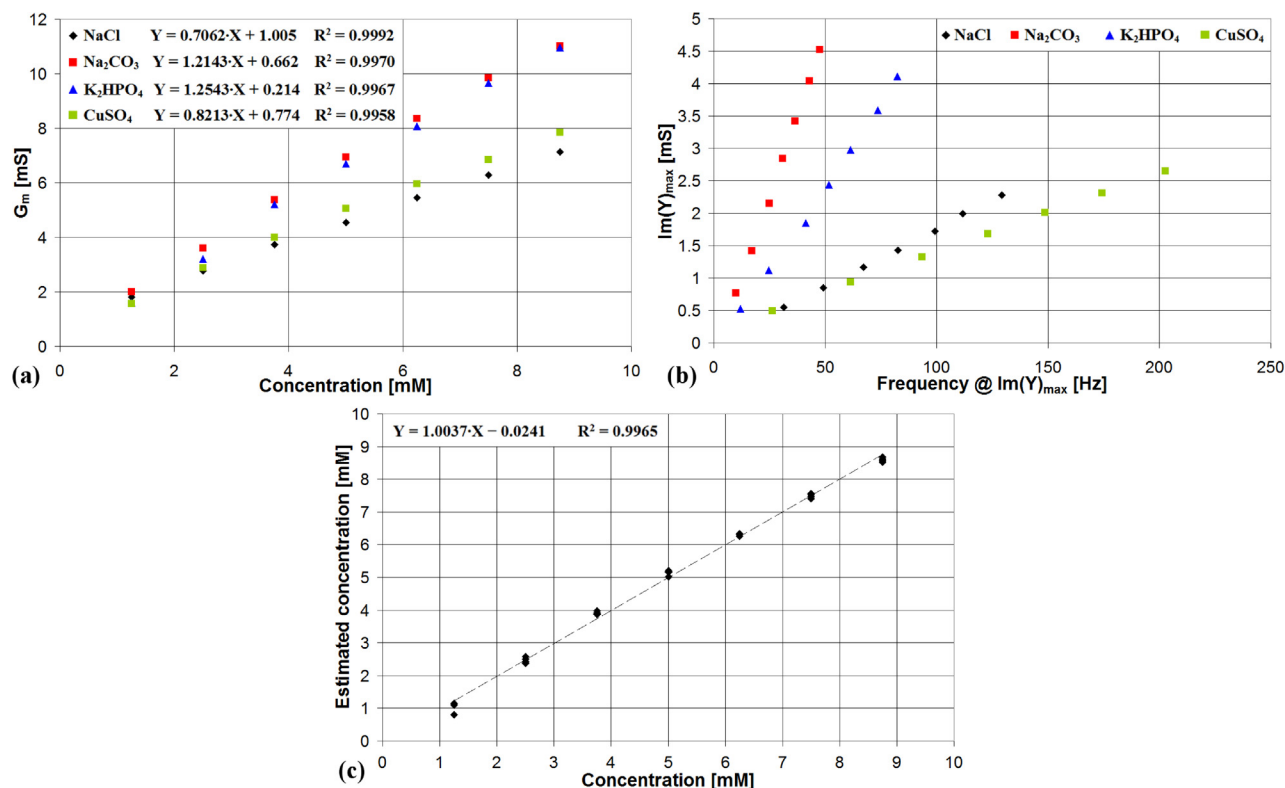 NaCl Y = 0.7062·X + 1.005 R² = 0.9992
Na₂CO₃ Y = 1.2143·X + 0.662 R² = 0.9970
K₂HPO₄ Y = 1.2543·X + 0.214 R² = 0.9967
CuSO₄ Y = 0.8213·X + 0.774 R² = 0.9958
12
10
8
6
4
2
0
Gₘ [mS]
0 2 4 6 8 10
Concentration [mM]
(a)
NaCl Na₂CO₃ K₂HPO₄ CuSO₄
5
4.5
4
3.5
3
2.5
2
1.5
1
0.5
0
Im(Y)ₘₐₓ [mS]
0 50 100 150 200 250
Frequency @ Im(Y)ₘₐₓ [Hz]
(b)
Y = 1.0037·X − 0.0241 R² = 0.9965
10
9
8
7
6
5
4
3
2
1
0
Estimated concentration [mM]
0 1 2 3 4 5 6 7 8 9 10
Concentration [mM]
(c)